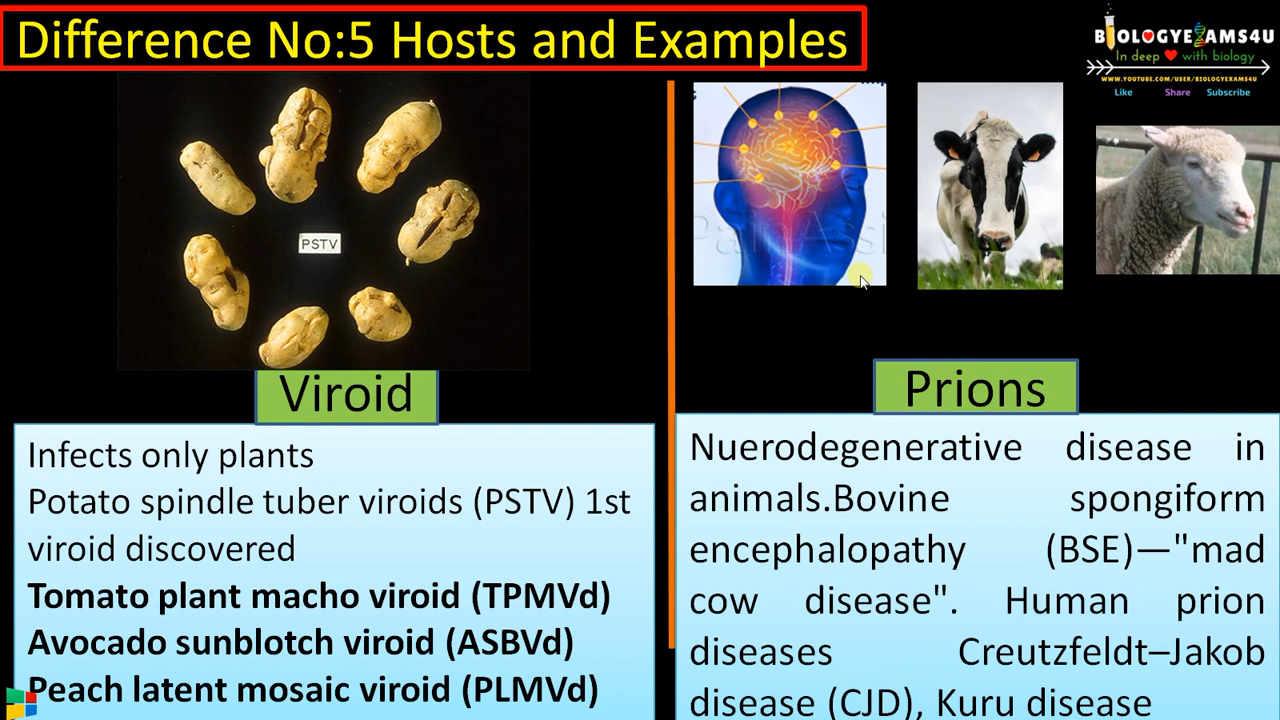 Difference No:5 Hosts and Examples
BIOLOGYEXAMS4U
In deep with biology
WWW.YOUTUBE.COM/USER/BIOLOGYEXAMS4U
Like Share Subscribe
PSTV
Viroid
Infects only plants
Potato spindle tuber viroids (PSTV) 1st
viroid discovered
Tomato plant macho viroid (TPMVd)
Avocado sunblotch viroid (ASBVd)
Peach latent mosaic viroid (PLMVd)
Prions
Nuerodegenerative disease in
animals.Bovine spongiform
encephalopathy (BSE)—"mad
cow disease". Human prion
diseases Creutzfeldt–Jakob
disease (CJD), Kuru disease